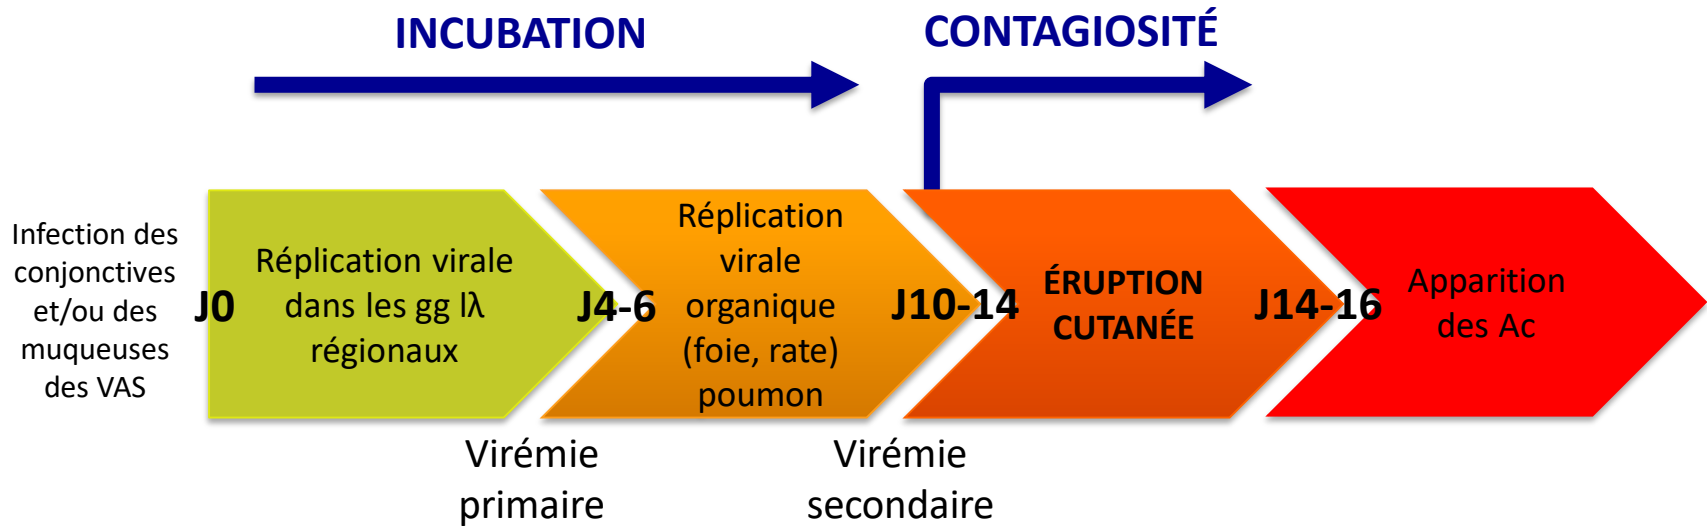 INCUBATION
CONTAGIOSITÉ
Infection des
conjonctives
et/ou des
muqueuses
des VAS
J0
Réplication virale
dans les gg lλ
régionaux
J4-6
Réplication
virale
organique
(foie, rate)
poumon
J10-14
ÉRUPTION
CUTANÉE
J14-16
Apparition
des Ac
Virémie
primaire
Virémie
secondaire